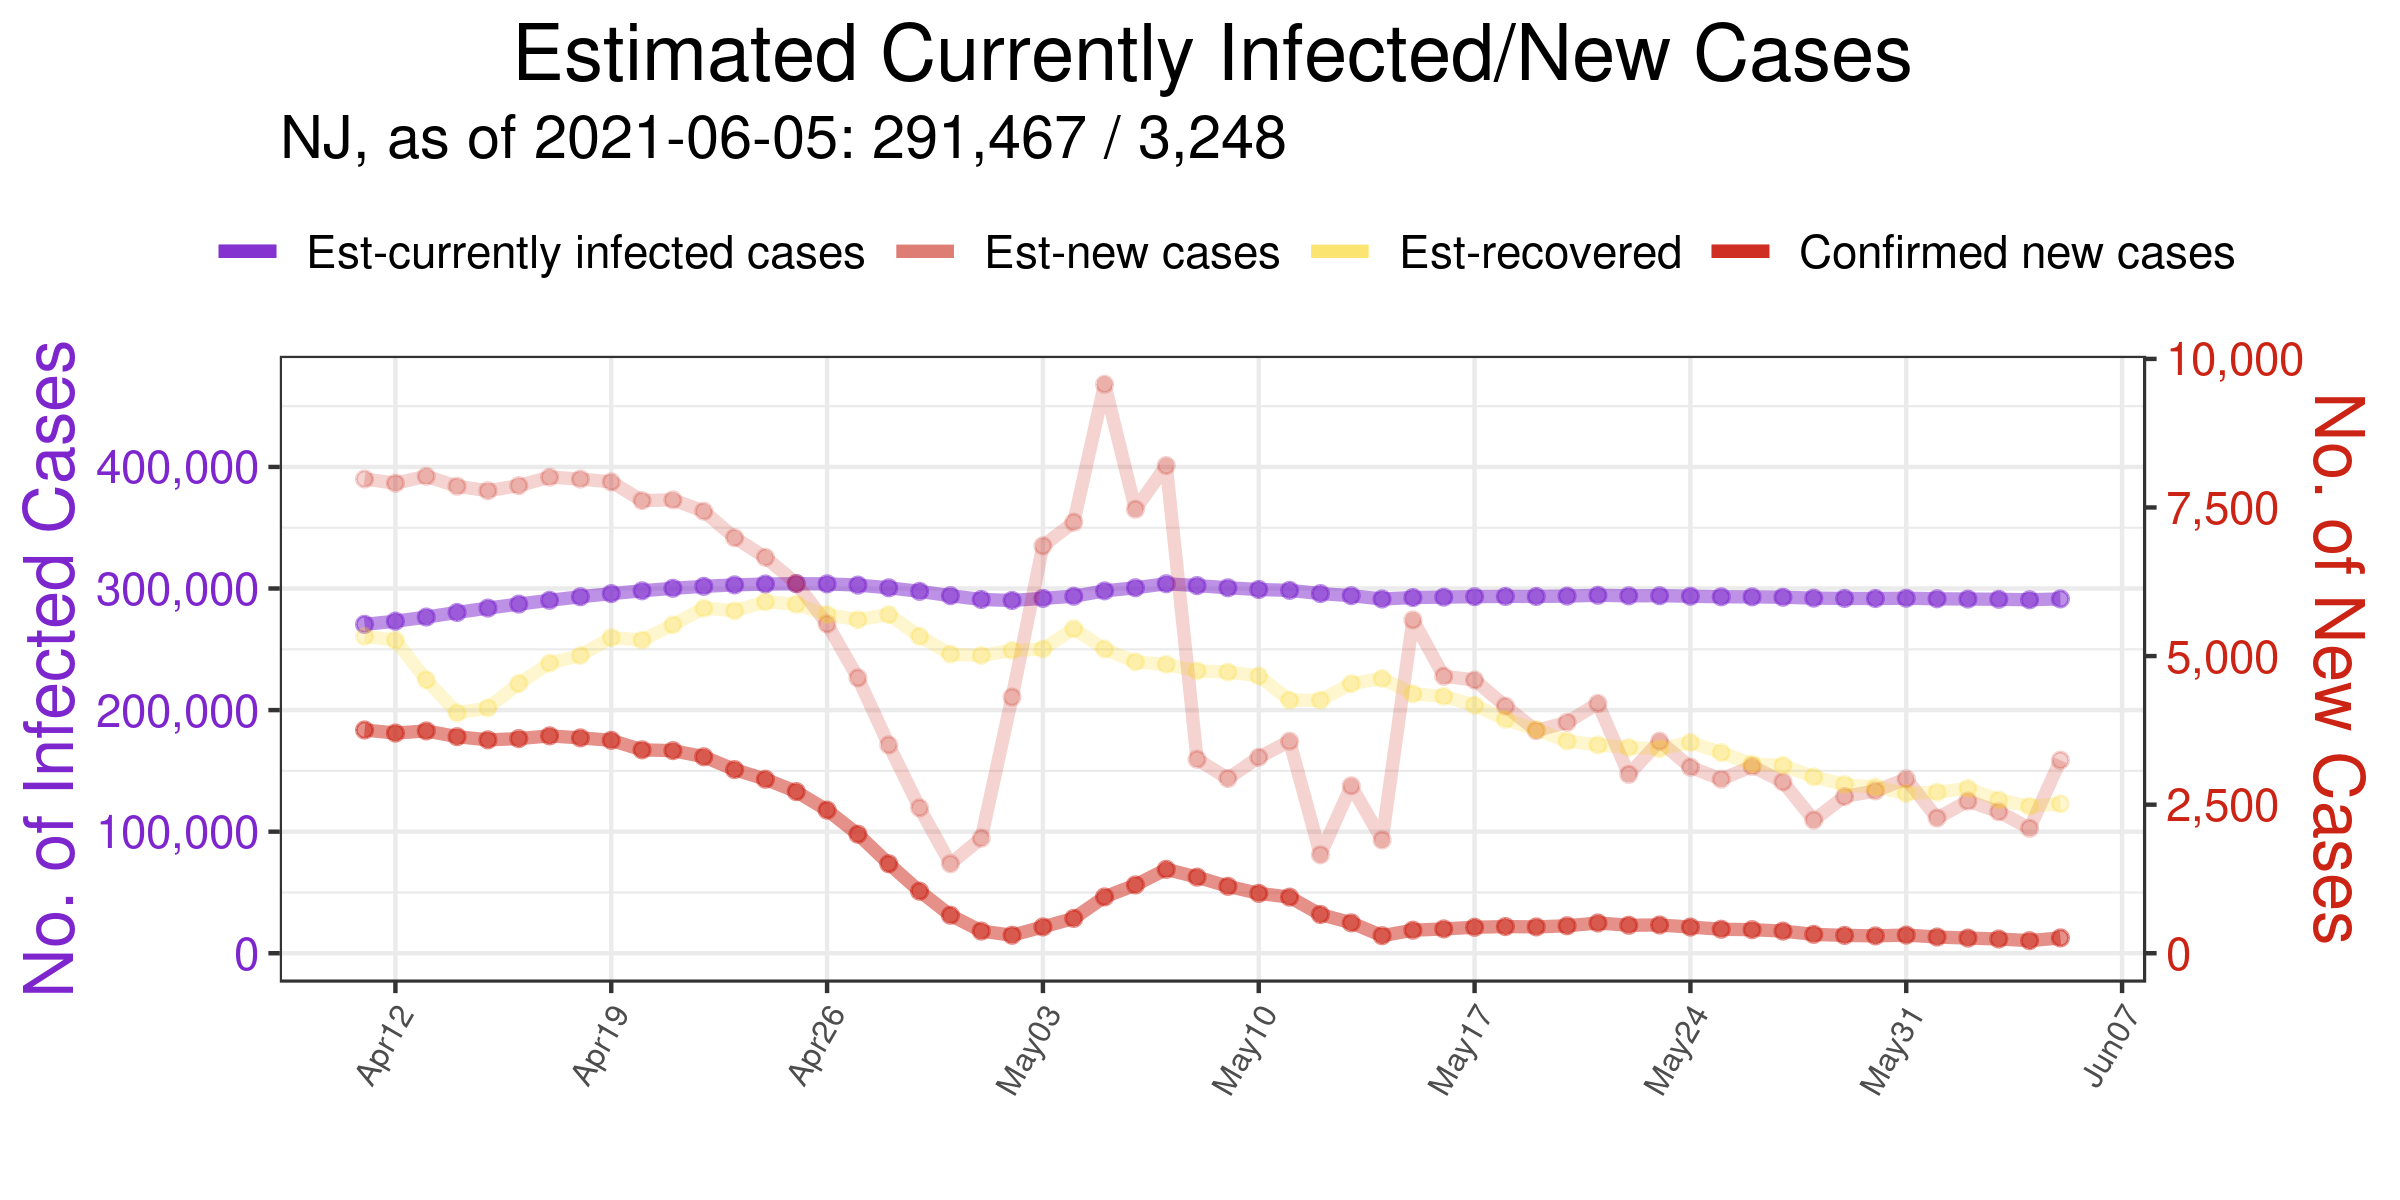 Estimated Currently Infected/New Cases
NJ, as of 2021-06-05: 291,467 / 3,248
Est-currently infected cases Est-new cases Est-recovered Confirmed new cases
No. of Infected Cases
400,000
300,000
200,000
100,000
0
10,000
7,500
5,000
2,500
0
No. of New Cases
Apr12 Apr19 Apr26 May03 May10 May17 May24 May31 Jun07